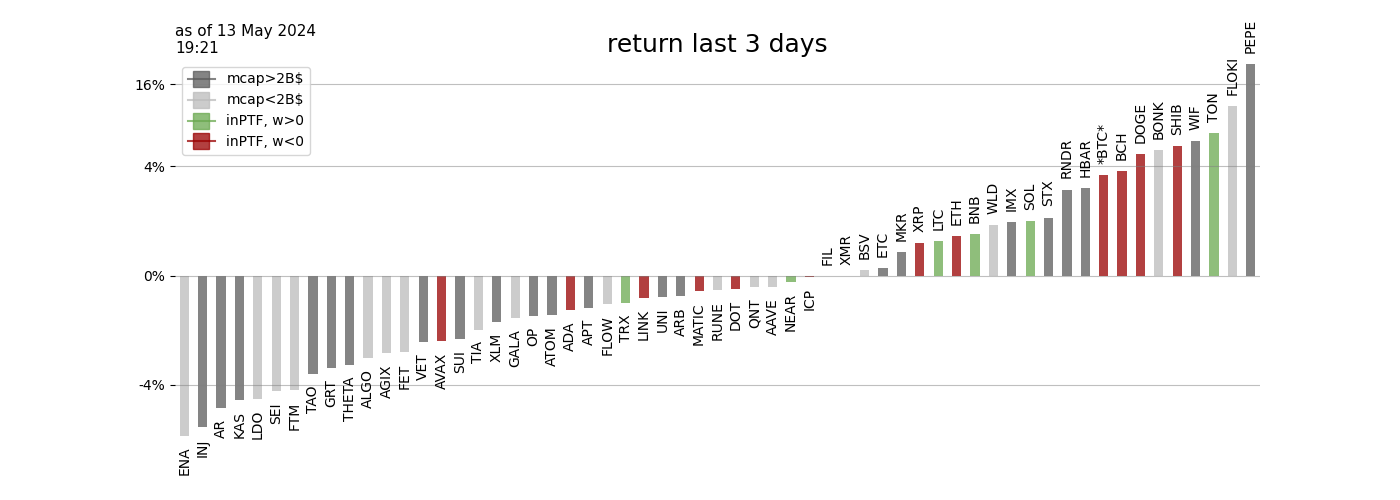 as of 13 May 2024
19:21
return last 3 days
mcap>2B$
mcap<2B$
inPTF, w>0
inPTF, w<0
16%
4%
0%
-4%
ENA
INJ
AR
KAS
LDO
SEI
FTM
TAO
GRT
THETA
ALGO
AGIX
FET
VET
AVAX
SUI
TIA
XLM
GALA
OP
ATOM
ADA
APT
FLOW
TRX
LINK
UNI
ARB
MATIC
RUNE
DOT
QNT
AAVE
NEAR
ICP
FIL
XMR
BSV
ETC
MKR
XRP
LTC
ETH
BNB
WLD
IMX
SOL
STX
RNDR
HBAR
*BTC*
BCH
DOGE
BONK
SHIB
WIF
TON
FLOKI
PEPE